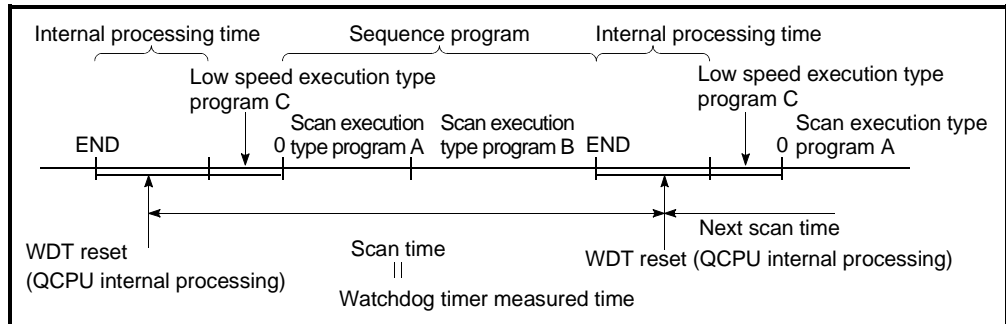 Internal processing time
Sequence program
Internal processing time
Low speed execution type
program C
Low speed execution type
program C
END
0
Scan execution
type program A
Scan execution
type program B
END
0
Scan execution type
program A
WDT reset
(QCPU internal processing)
Scan time
||
Watchdog timer measured time
Next scan time
WDT reset (QCPU internal processing)